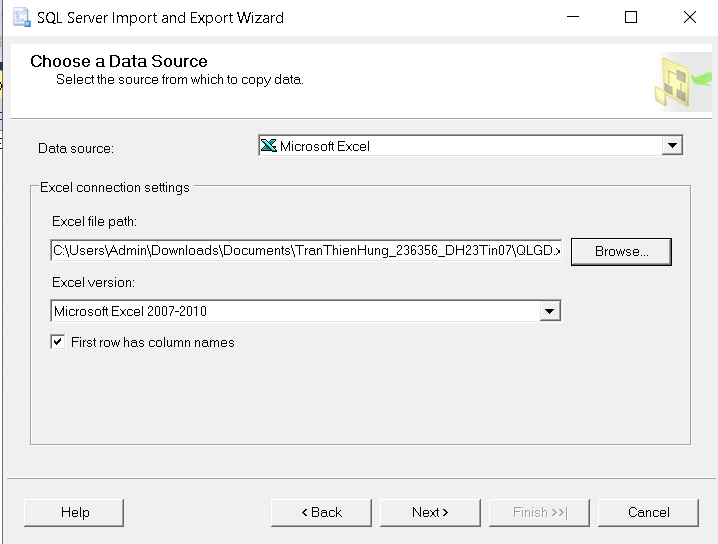 SQL Server Import and Export Wizard
Choose a Data Source
Select the source from which to copy data.
Data source:
Microsoft Excel
Excel connection settings
Excel file path:
C:\Users\Admin\Downloads\Documents\TranThienHung_236356_DH23Tin07\QLGD.x
Browse...
Excel version:
Microsoft Excel 2007-2010
First row has column names
Help
< Back
Next >
Finish >>|
Cancel